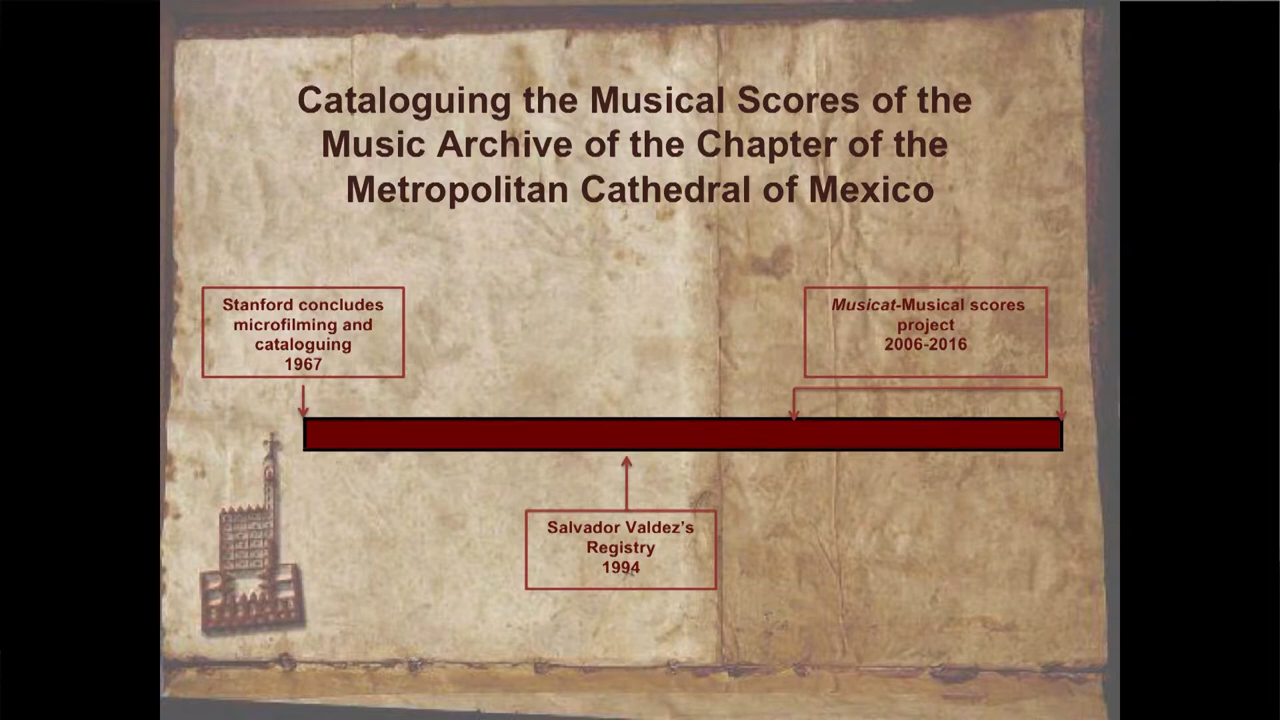 Cataloguing the Musical Scores of the
Music Archive of the Chapter of the
Metropolitan Cathedral of Mexico
Stanford concludes
microfilming and
cataloguing
1967
Musicat-Musical scores
project
2006-2016
Salvador Valdez’s
Registry
1994